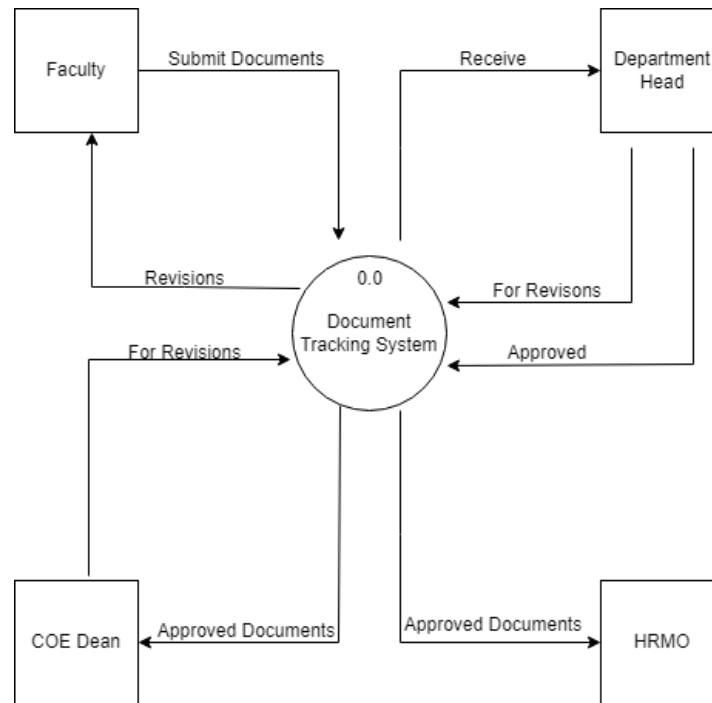 Faculty
Submit Documents
Receive
Department
Head
Revisions
0.0
Document
Tracking System
For Revisons
For Revisions
Approved
COE Dean
Approved Documents
Approved Documents
HRMO